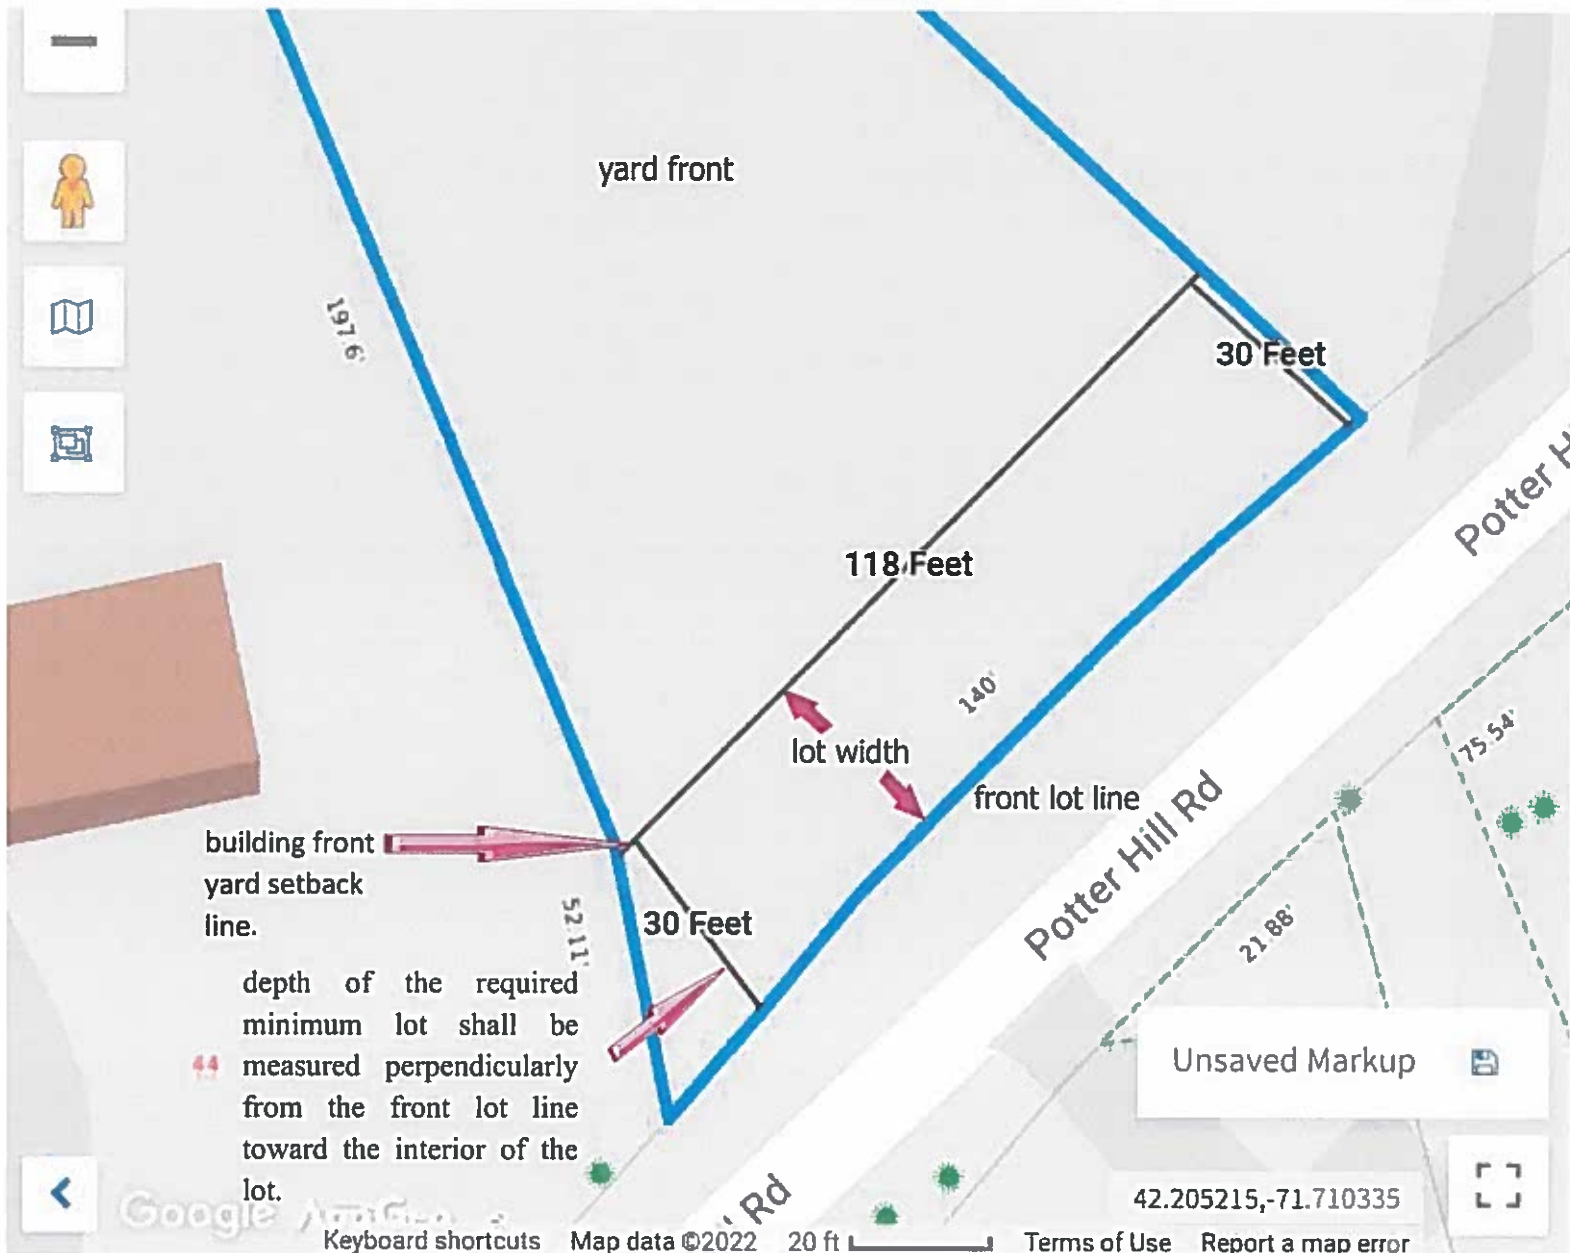 yard front
197.6'
30 Feet
Potter
118 Feet
140'
lot width
front lot line
75.54'
building front
yard setback
line.
52.11'
30 Feet
Potter Hill Rd
21.88'
depth of the required
minimum lot shall be
measured perpendicularly
from the front lot line
toward the interior of the
lot.
Unsaved Markup
Rd
42.205215,-71.710335
Google
Keyboard shortcuts Map data ©2022 20 ft Terms of Use Report a map error